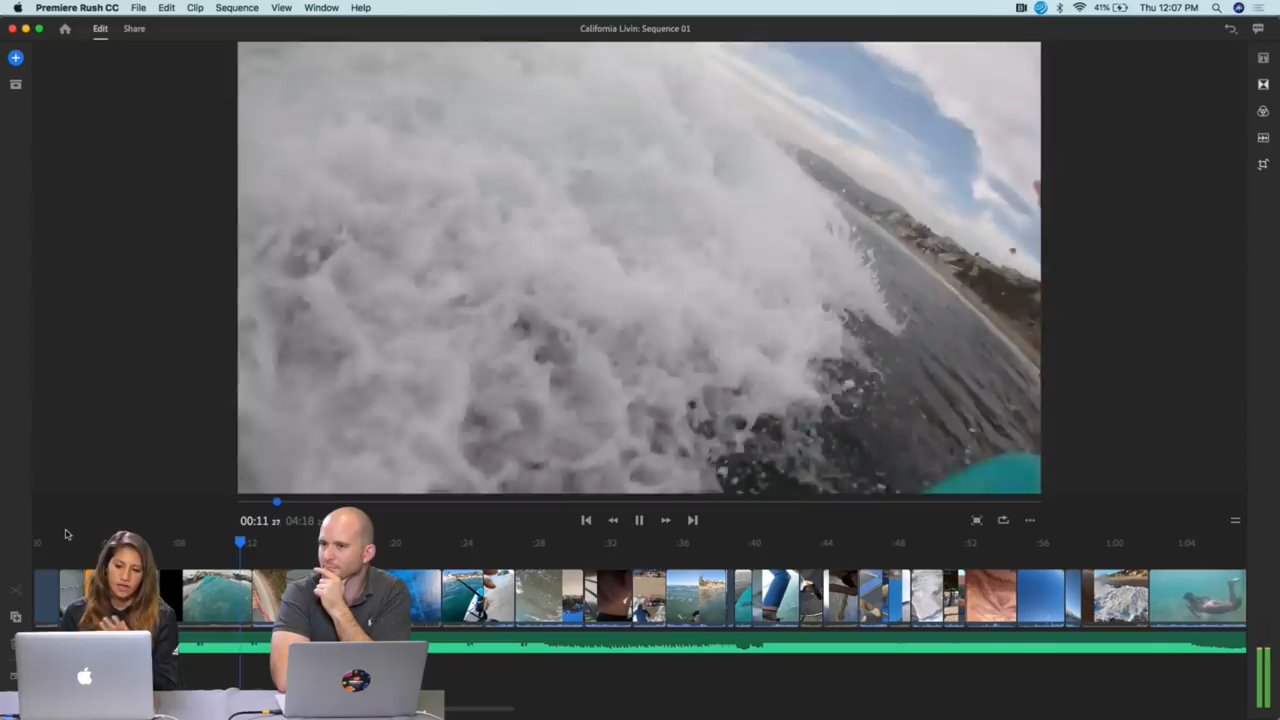 Premiere Rush CC File Edit Clip Sequence View Window Help 41% Thu 12:07 PM
Edit Share California Livin: Sequence 01
00:11 27 04:18
:08 :12 :20 :24 :28 :32 :36 :40 :44 :48 :52 :56 1:00 1:04